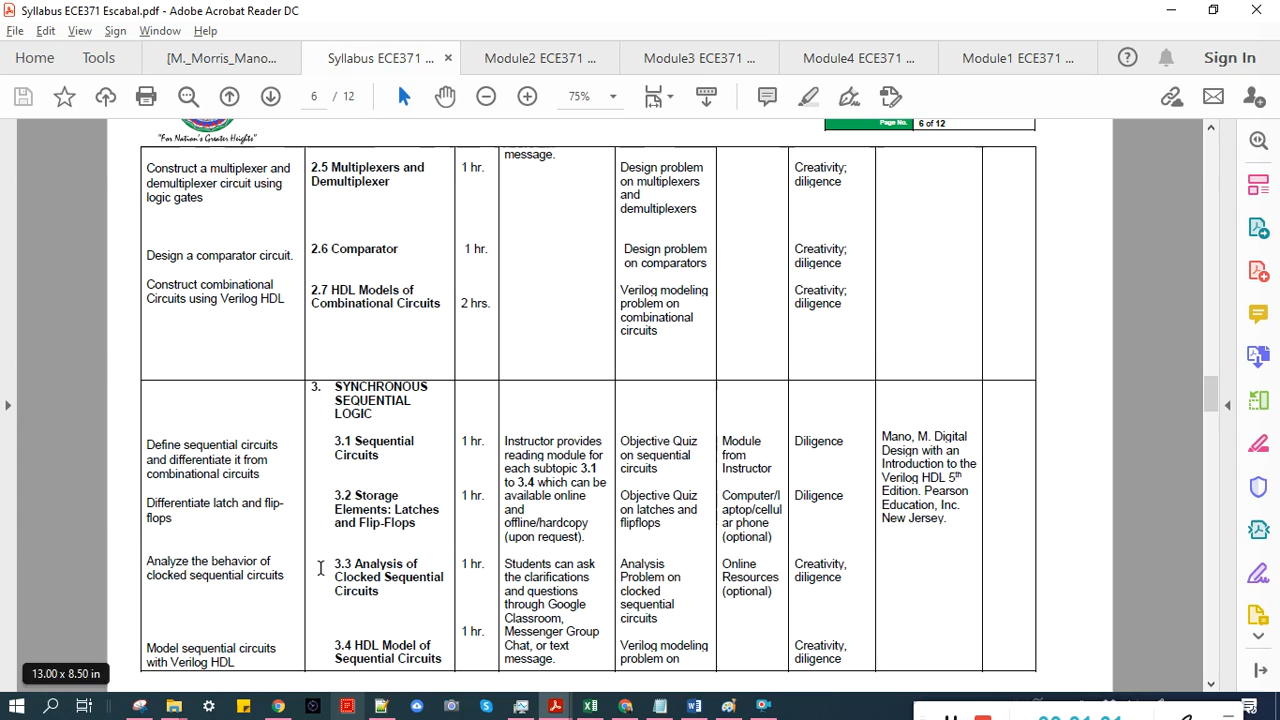 Syllabus ECE371 Escabal.pdf - Adobe Acrobat Reader DC
File Edit View Sign Window Help
Home Tools [M._Morris_Mano... Syllabus ECE371 ... Module2 ECE371 ... Module3 ECE371 ... Module4 ECE371 ... Module1 ECE371 ... Sign In
6 / 12 75%
"For Nation's Greater Heights"
Page No. 6 of 12
message.
Construct a multiplexer and
demultiplexer circuit using
logic gates
2.5 Multiplexers and
Demultiplexer
1 hr.
Design problem
on multiplexers
and
demultiplexers
Creativity;
diligence
Design a comparator circuit.
2.6 Comparator
1 hr.
Design problem
on comparators
Creativity;
diligence
Construct combinational
Circuits using Verilog HDL
2.7 HDL Models of
Combinational Circuits
2 hrs.
Verilog modeling
problem on
combinational
circuits
Creativity;
diligence
3. SYNCHRONOUS
SEQUENTIAL
LOGIC
Define sequential circuits
and differentiate it from
combinational circuits
3.1 Sequential
Circuits
1 hr.
Instructor provides
reading module for
each subtopic 3.1
to 3.4 which can be
available online
and
offline/hardcopy
(upon request).
Objective Quiz
on sequential
circuits
Module
from
Instructor
Diligence
Mano, M. Digital
Design with an
Introduction to the
Verilog HDL 5th
Edition. Pearson
Education, Inc.
New Jersey.
Differentiate latch and flip-
flops
3.2 Storage
Elements: Latches
and Flip-Flops
1 hr.
Objective Quiz
on latches and
flipflops
Computer/l
aptop/cellul
ar phone
(optional)
Diligence
Analyze the behavior of
clocked sequential circuits
3.3 Analysis of
Clocked Sequential
Circuits
1 hr.
Students can ask
the clarifications
and questions
through Google
Classroom,
Messenger Group
Chat, or text
message.
Analysis
Problem on
clocked
sequential
circuits
Online
Resources
(optional)
Creativity,
diligence
Model sequential circuits
with Verilog HDL
3.4 HDL Model of
Sequential Circuits
1 hr.
Verilog modeling
problem on
Creativity,
diligence
13.00 x 8.50 in